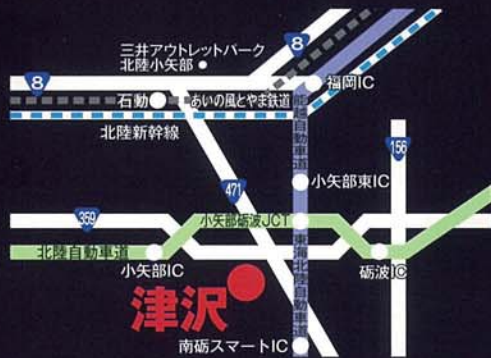 三井アウトレットパーク
北陸小矢部
8
8
福岡IC
石動
あいの風とやま鉄道
北陸新幹線
能越自動車道
156
小矢部東IC
471
359
小矢部砺波JCT
北陸自動車道
小矢部IC
東海北陸自動車道
砺波IC
津沢
南砺スマートIC